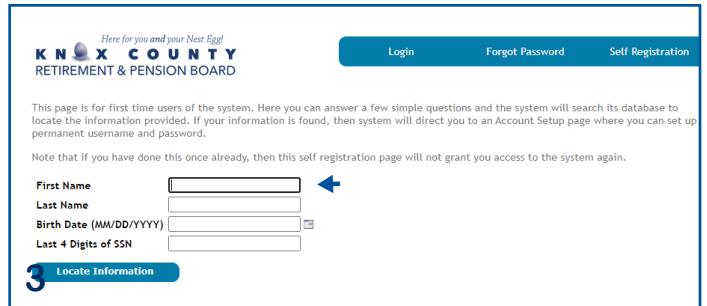 Here for you and your Nest Egg!
KNOX COUNTY
RETIREMENT & PENSION BOARD
Login Forgot Password Self Registration
This page is for first time users of the system. Here you can answer a few simple questions and the system will search its database to
locate the information provided. If your information is found, then system will direct you to an Account Setup page where you can set up
permanent username and password.
Note that if you have done this once already, then this self registration page will not grant you access to the system again.
First Name
Last Name
Birth Date (MM/DD/YYYY)
Last 4 Digits of SSN
3 Locate Information